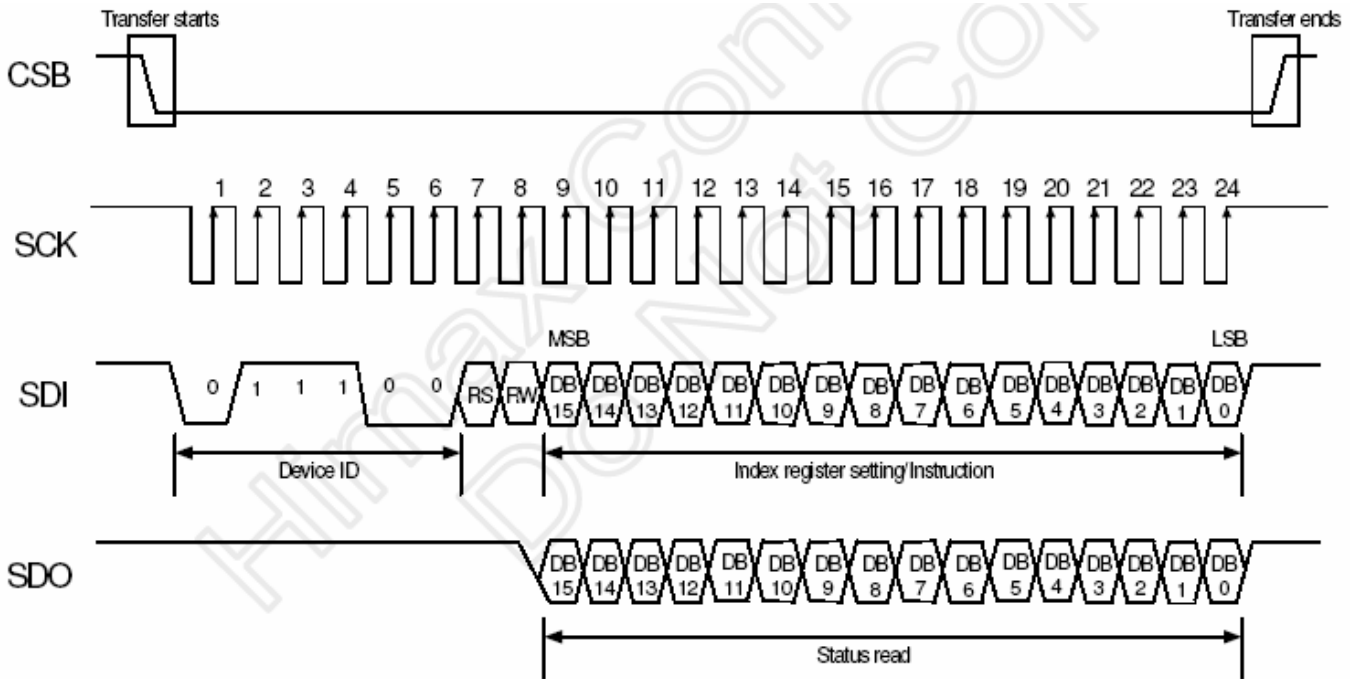 Transfer starts
Transfer ends
CSB
1 2 3 4 5 6 7 8 9 10 11 12 13 14 15 16 17 18 19 20 21 22 23 24
SCK
MSB
LSB
SDI
0 1 1 1 0 0 RS RW DB 15 DB 14 DB 13 DB 12 DB 11 DB 10 DB 9 DB 8 DB 7 DB 6 DB 5 DB 4 DB 3 DB 2 DB 1 DB 0
Device ID
Index register setting/Instruction
SDO
DB 15 DB 14 DB 13 DB 12 DB 11 DB 10 DB 9 DB 8 DB 7 DB 6 DB 5 DB 4 DB 3 DB 2 DB 1 DB 0
Status read
Himax Con
Do Not Cop